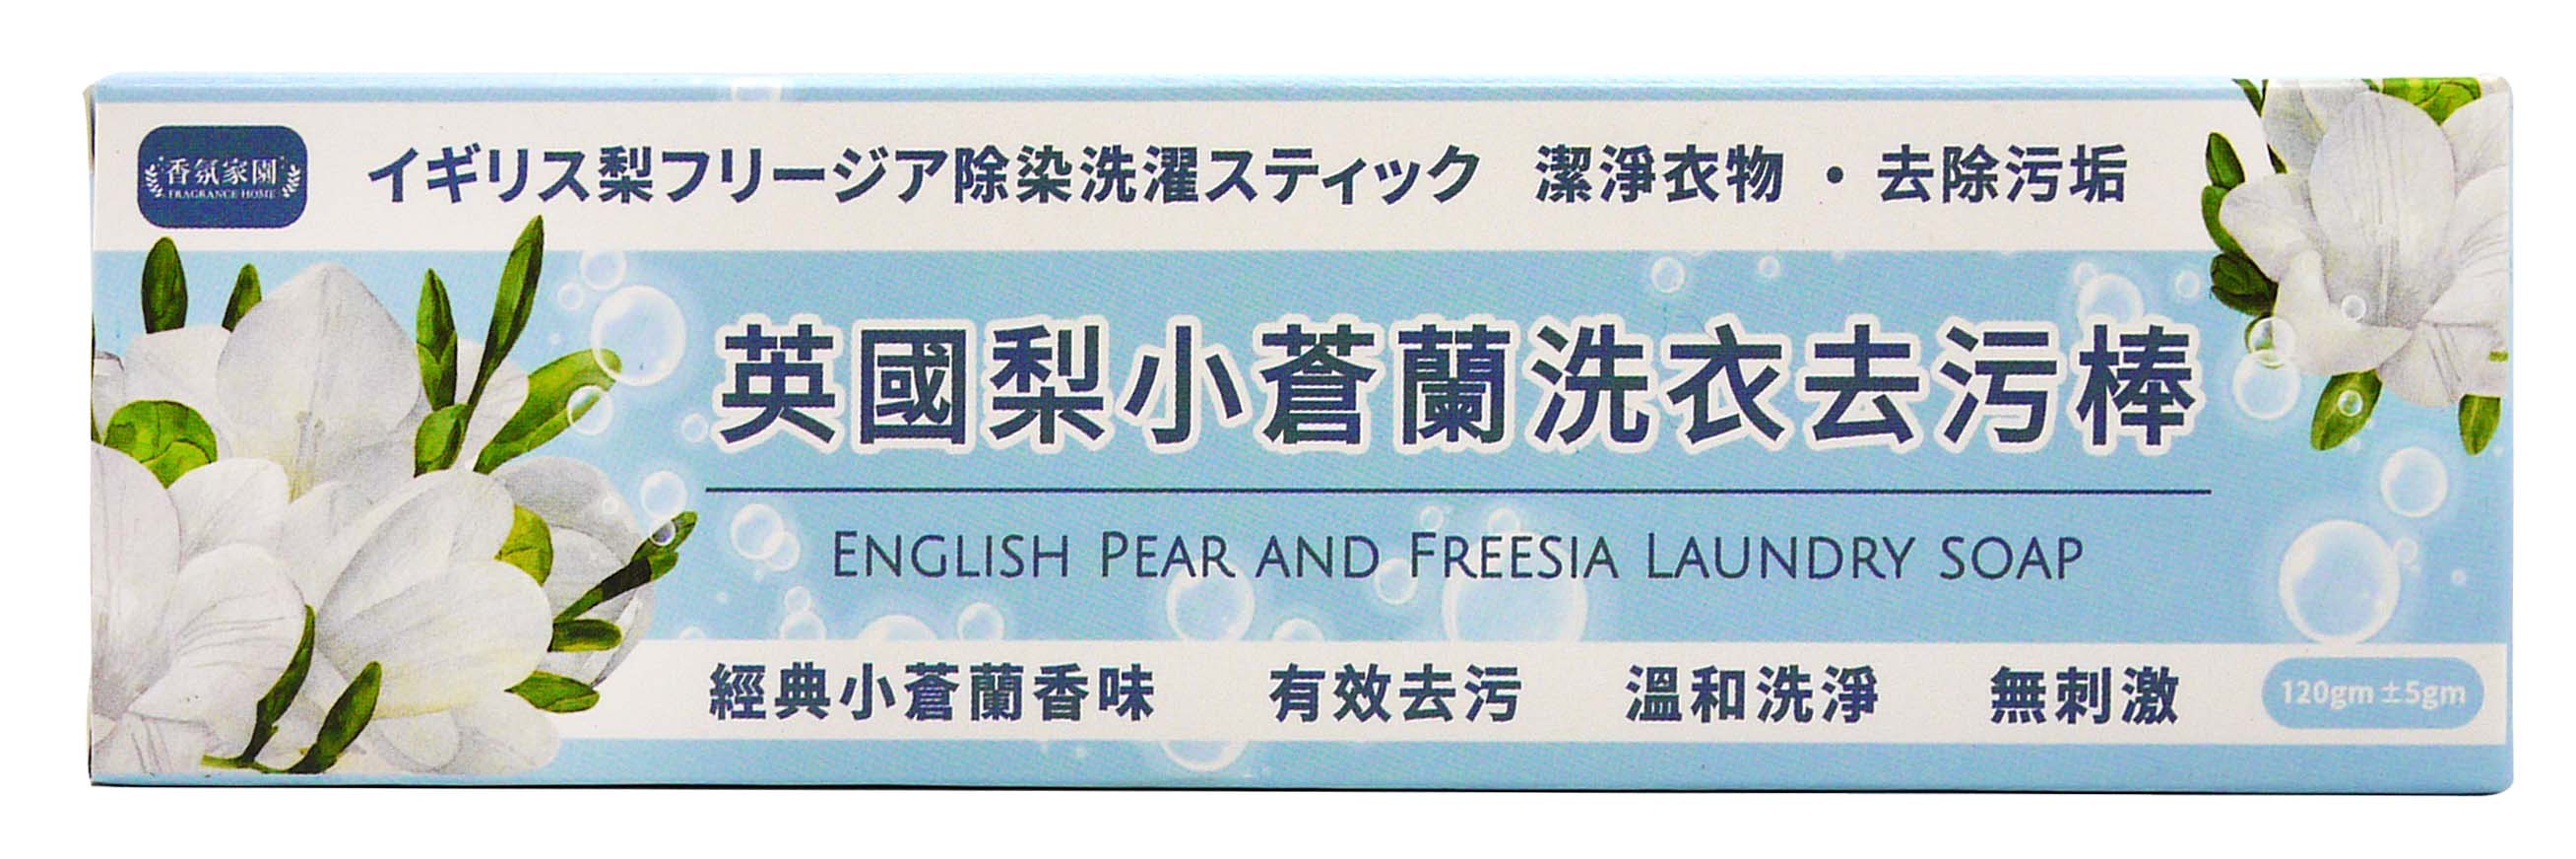 香氛家園
FRAGRANCE HOME
イギリス梨フリージア除染洗濯スティック 潔淨衣物・去除污垢
英國梨小蒼蘭洗衣去污棒
ENGLISH PEAR AND FREESIA LAUNDRY SOAP
經典小蒼蘭香味 有效去污 溫和洗淨 無刺激 120gm ±5gm